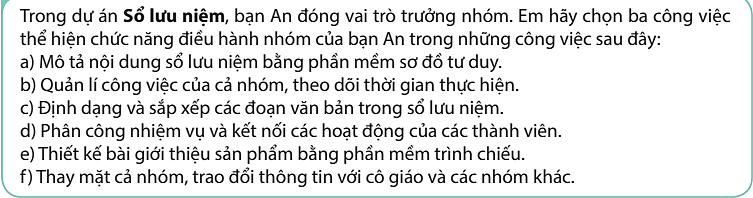 Trong dự án Sổ lưu niệm, bạn An đóng vai trò trưởng nhóm. Em hãy chọn ba công việc
thể hiện chức năng điều hành nhóm của bạn An trong những công việc sau đây:
a) Mô tả nội dung sổ lưu niệm bằng phần mềm sơ đồ tư duy.
b) Quản lí công việc của cả nhóm, theo dõi thời gian thực hiện.
c) Định dạng và sắp xếp các đoạn văn bản trong sổ lưu niệm.
d) Phân công nhiệm vụ và kết nối các hoạt động của các thành viên.
e) Thiết kế bài giới thiệu sản phẩm bằng phần mềm trình chiếu.
f) Thay mặt cả nhóm, trao đổi thông tin với cô giáo và các nhóm khác.